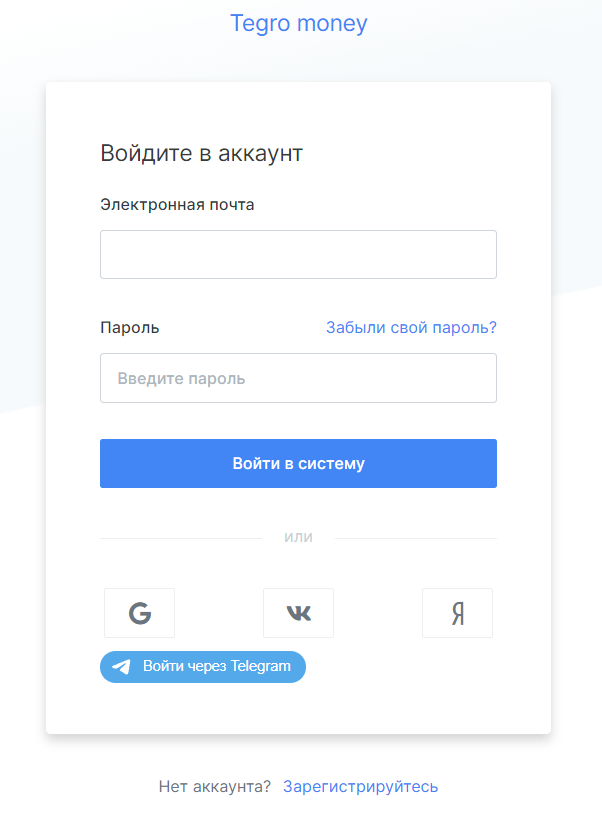 Tegro money
Войдите в аккаунт
Электронная почта
Пароль Забыли свой пароль?
Введите пароль
Войти в систему
или
G VK Я
Войти через Telegram
Нет аккаунта? Зарегистрируйтесь